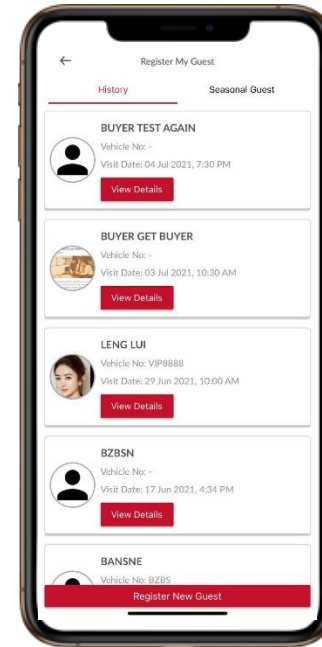 Register My Guest
History
Seasonal Guest
BUYER TEST AGAIN
Vehicle No: -
Visit Date: 04 Jul 2021, 7:30 PM
View Details
BUYER GET BUYER
Vehicle No: -
Visit Date: 03 Jul 2021, 10:30 AM
View Details
LENG LUI
Vehicle No: VIP8888
Visit Date: 29 Jun 2021, 10:00 AM
View Details
BZBSN
Vehicle No: -
Visit Date: 17 Jun 2021, 4:34 PM
View Details
BANSNE
Vehicle No: BZBS
Register New Guest